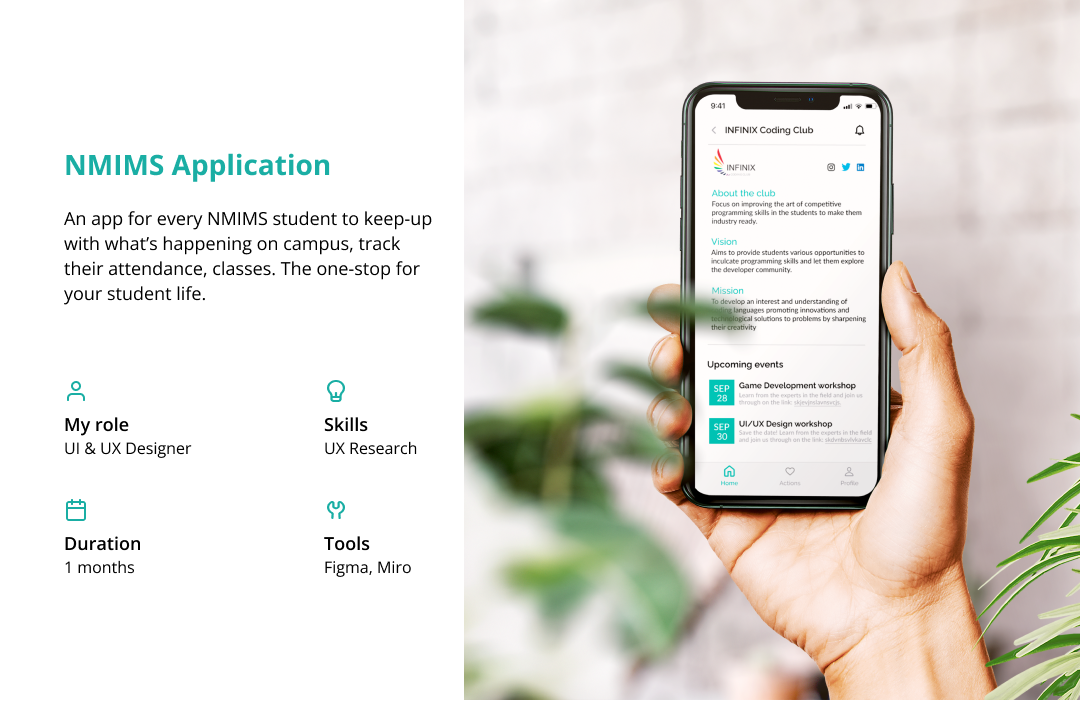 NMIMS Application
An app for every NMIMS student to keep-up
with what's happening on campus, track
their attendance, classes. The one-stop for
your student life.
My role
UI & UX Designer
Skills
UX Research
Duration
1 months
Tools
Figma, Miro
9:41
INFINIX Coding Club
INFINIX
About the club
Focus on improving the art of competitive
programming skills in the students to make them
industry ready.
Vision
Aims to provide students various opportunities to
inculcate programming skills and let them explore
the developer community.
Mission
To develop an interest and understanding of
languages promoting innovations and
solutions to problems by sharpening
their creativity
Upcoming events
SEP
28
Game Development workshop
Learn from the experts in the field and join us
through on the link:
SEP
30
UI/UX Design workshop
Save the date! Learn from the experts in the field
and join us through on the link:
Home
Actions
Profile